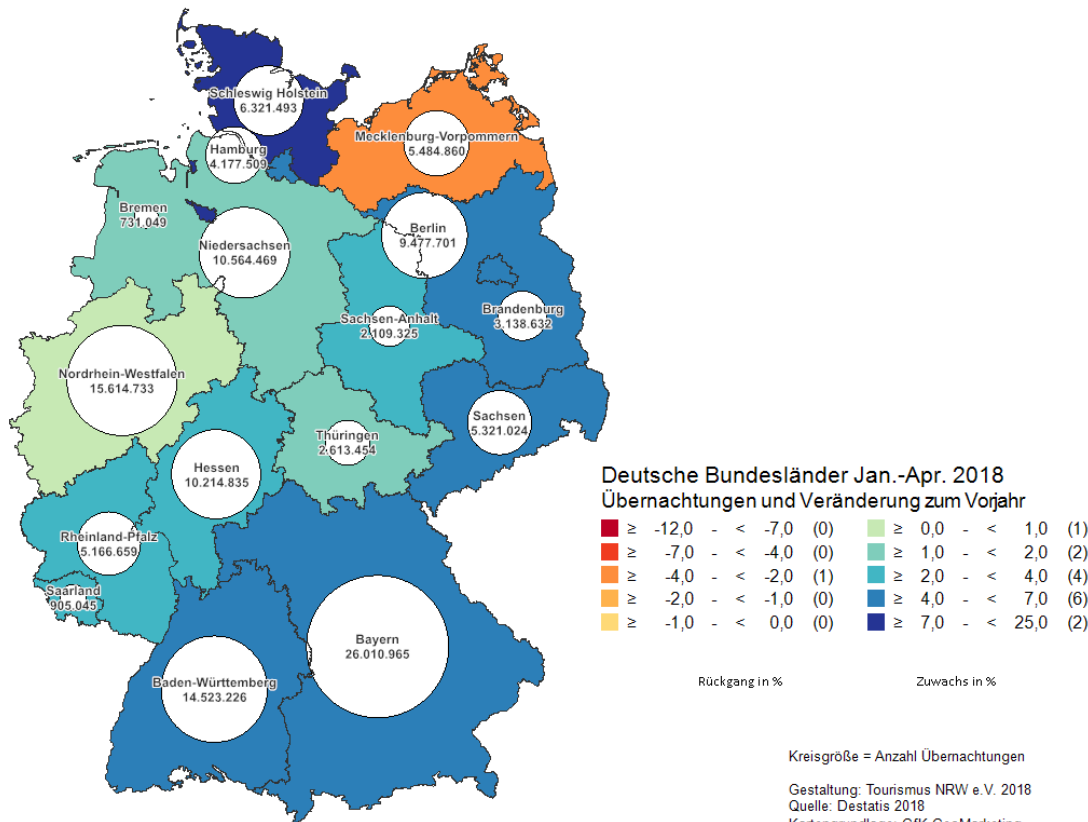 Schleswig Holstein
6.321.493
Mecklenburg-Vorpommern
5.484.860
Hamburg
4.177.509
Bremen
731.049
Berlin
9.477.701
Niedersachsen
10.564.469
Brandenburg
3.138.632
Sachsen-Anhalt
2.109.325
Nordrhein-Westfalen
15.614.733
Sachsen
5.321.024
Thüringen
2.613.454
Hessen
10.214.835
Rheinland-Pfalz
5.166.659
Saarland
905.045
Bayern
26.010.965
Baden-Württemberg
14.523.226
Deutsche Bundesländer Jan.-Apr. 2018
Übernachtungen und Veränderung zum Vorjahr
≥ -12,0 - < -7,0 (0)
≥ -7,0 - < -4,0 (0)
≥ -4,0 - < -2,0 (1)
≥ -2,0 - < -1,0 (0)
≥ -1,0 - < 0,0 (0)
≥ 0,0 - < 1,0 (1)
≥ 1,0 - < 2,0 (2)
≥ 2,0 - < 4,0 (4)
≥ 4,0 - < 7,0 (6)
≥ 7,0 - < 25,0 (2)
Rückgang in %
Zuwachs in %
Kreisgröße = Anzahl Übernachtungen
Gestaltung: Tourismus NRW e.V. 2018
Quelle: Destatis 2018
Kartengrundlage: GfK GeoMarketing